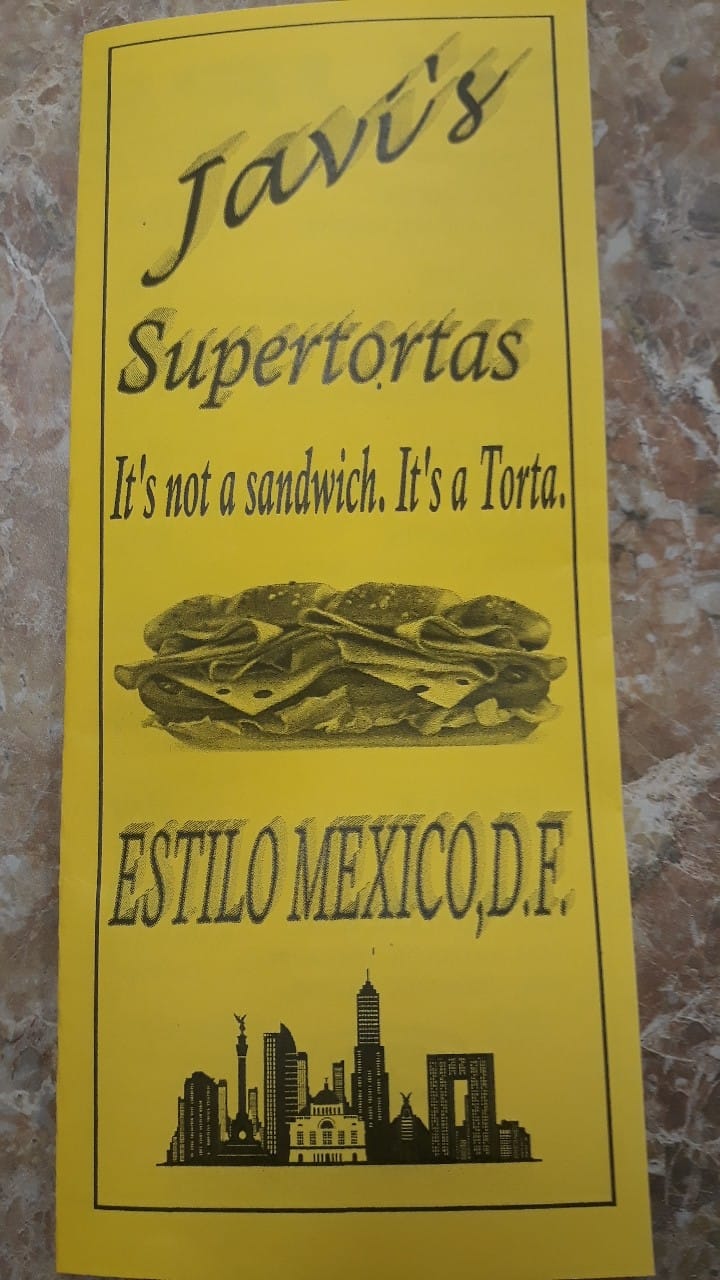 Javi's
Supertortas
It's not a sandwich. It's a Torta.
ESTILO MEXICO,D.F.